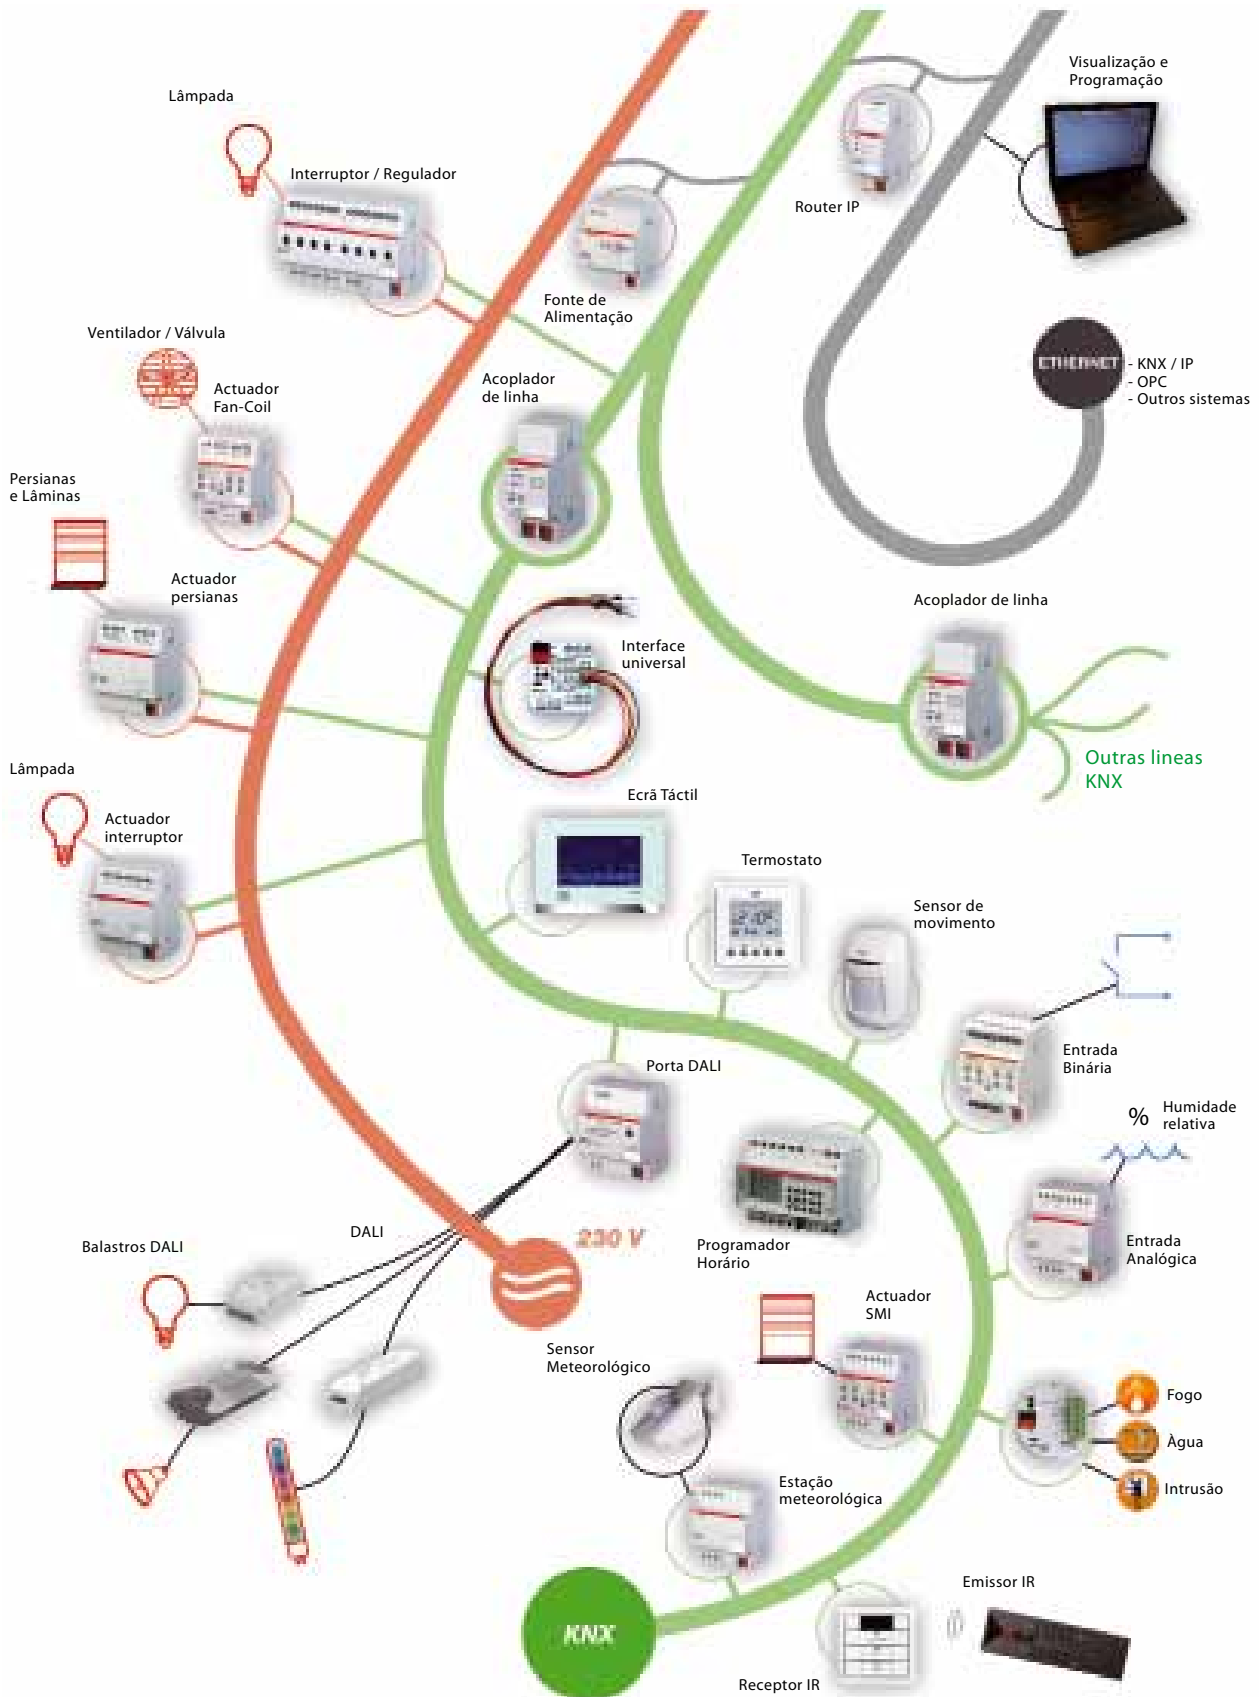 Visualização e
Programação
Lâmpada
Interruptor / Regulador
Router IP
Fonte de
Alimentação
Ventilador / Válvula
ETHERNET
- KNX / IP
- OPC
- Outros sistemas
Actuador
Fan-Coil
Acoplador
de linha
Persianas
e Lâminas
Actuador
persianas
Acoplador de linha
Interface
universal
Outras lineas
KNX
Lâmpada
Actuador
interruptor
Ecrã Táctil
Termostato
Sensor de
movimento
Entrada
Binária
Porta DALI
% Humidade
relativa
230 V
DALI
Balastros DALI
Programador
Horário
Entrada
Analógica
Actuador
SMI
Sensor
Meteorológico
Fogo
Àgua
Intrusão
Estação
meteorológica
Emissor IR
KNX
Receptor IR